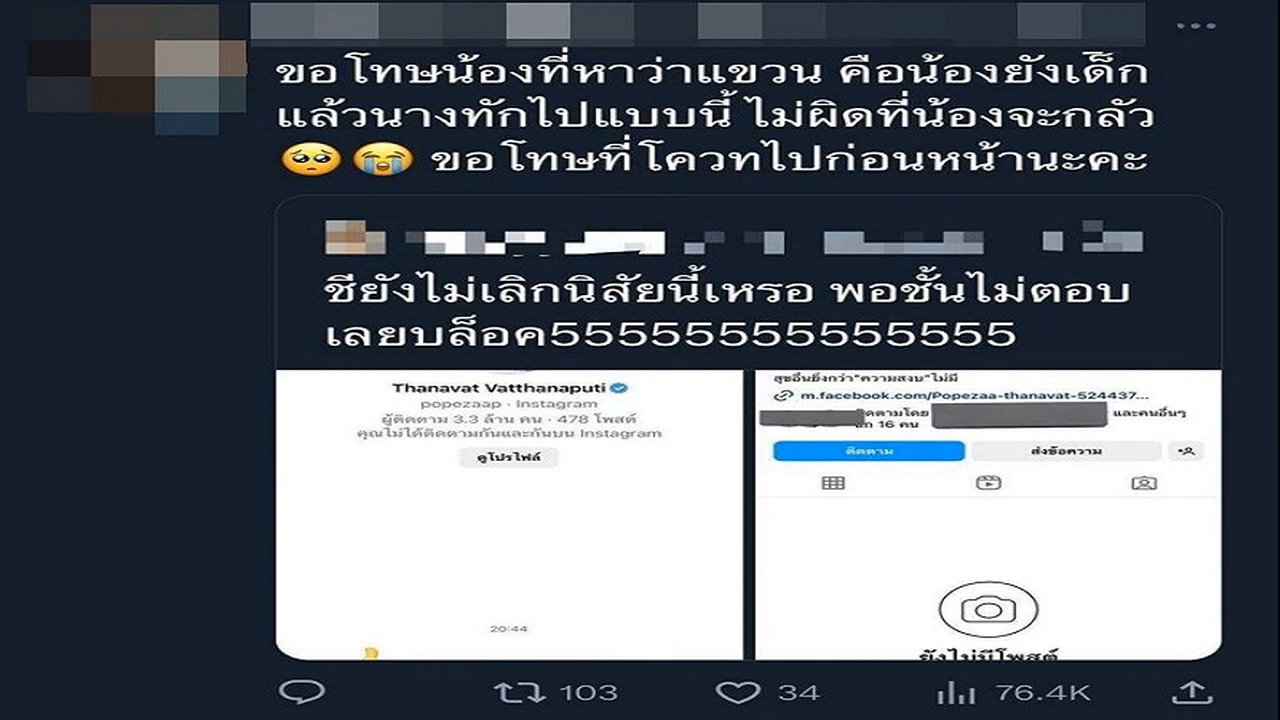 ขอโทษน้องที่หาว่าแขวน คือน้องยังเด็ก
แล้วนางทักไปแบบนี้ ไม่ผิดที่น้องจะกลัว
🥺😭 ขอโทษที่โควทไปก่อนหน้านะคะ
ชียังไม่เลิกนิสัยนี้เหรอ พอชั้นไม่ตอบ
เลยบล็อค55555555555555
Thanavat Vatthanaputi
popezaap · Instagram
ผู้ติดตาม 3.3 ล้าน คน · 478 โพสต์
คุณไม่ได้ติดตามกันและกันบน Instagram
ดูโปรไฟล์
20:44
สุขอื่นยิ่งกว่า"ความสงบ"ไม่มี
m.facebook.com/Popezaa-thanavat-524437...
ติดตามโดย และคนอื่นๆ
อีก 16 คน
ติดตาม
ส่งข้อความ
ยังไม่มีโพสต์
103
34
76.4K